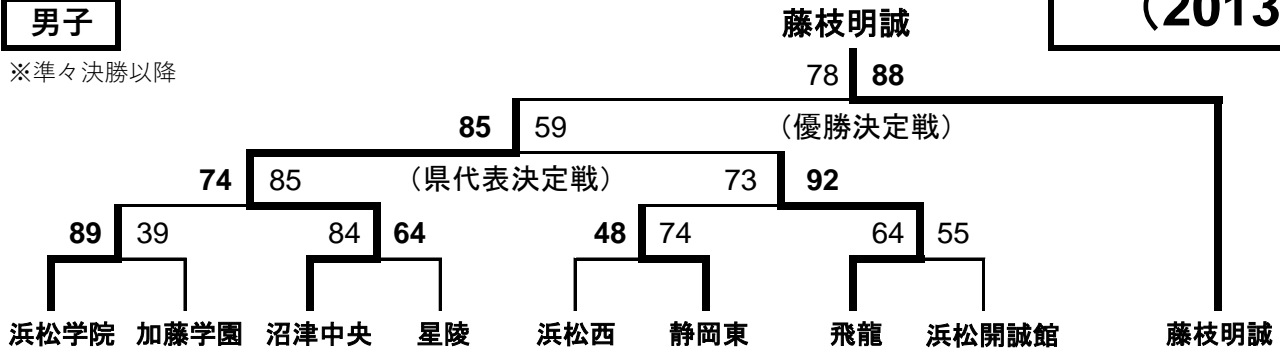 男子
藤枝明誠
（2013
※準々決勝以降
78 88
85 59 （優勝決定戦）
74 85 （県代表決定戦） 73 92
89 39 84 64 48 74 64 55
浜松学院 加藤学園 沼津中央 星陵 浜松西 静岡東 飛龍 浜松開誠館 藤枝明誠